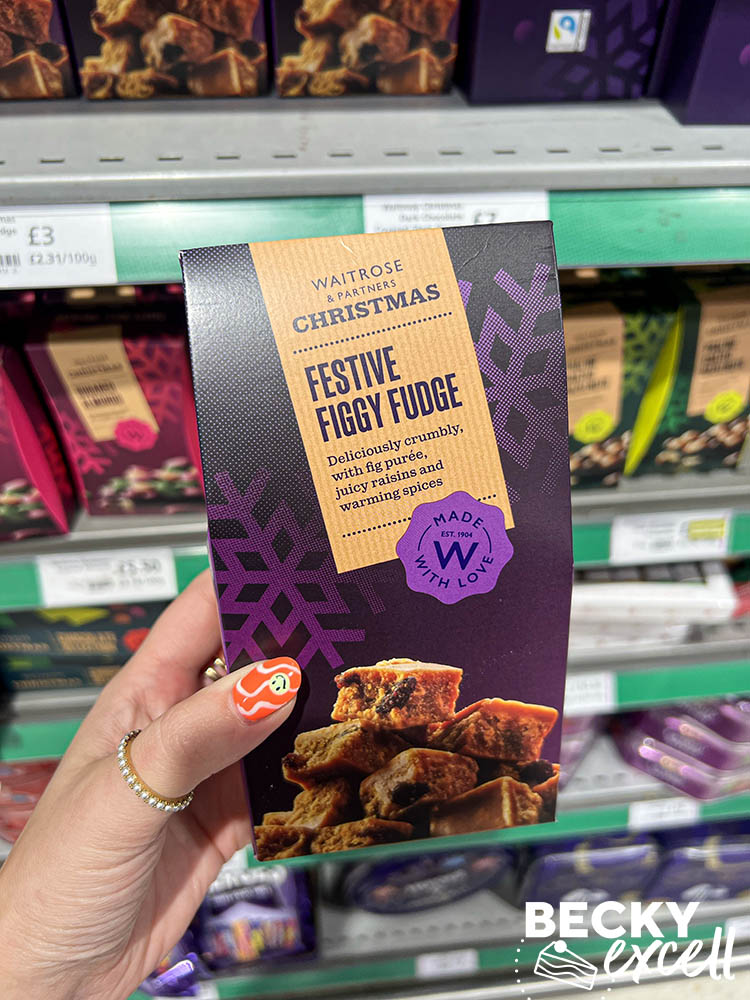 £3
£2.31/100g
WAITROSE
& PARTNERS
CHRISTMAS
FESTIVE
FIGGY FUDGE
Deliciously crumbly,
with fig purée,
juicy raisins and
warming spices
MADE
EST. 1904
W
WITH LOVE
BECKY
excell